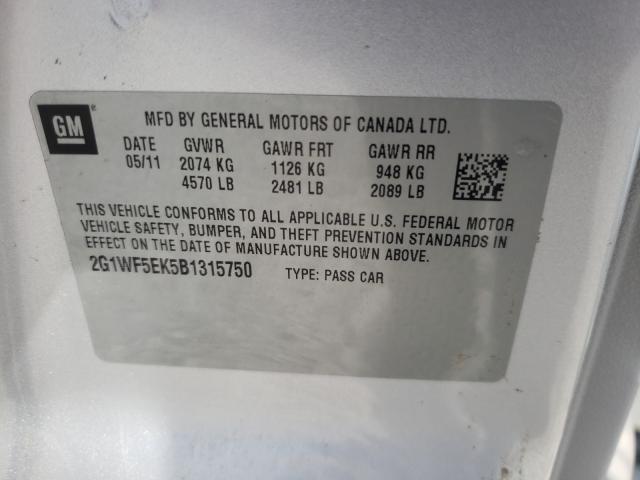 GM
MFD BY GENERAL MOTORS OF CANADA LTD.
DATE GVWR GAWR FRT GAWR RR
05/11 2074 KG 1126 KG 948 KG
4570 LB 2481 LB 2089 LB
THIS VEHICLE CONFORMS TO ALL APPLICABLE U.S. FEDERAL MOTOR
VEHICLE SAFETY, BUMPER, AND THEFT PREVENTION STANDARDS IN
EFFECT ON THE DATE OF MANUFACTURE SHOWN ABOVE.
2G1WF5EK5B1315750 TYPE: PASS CAR